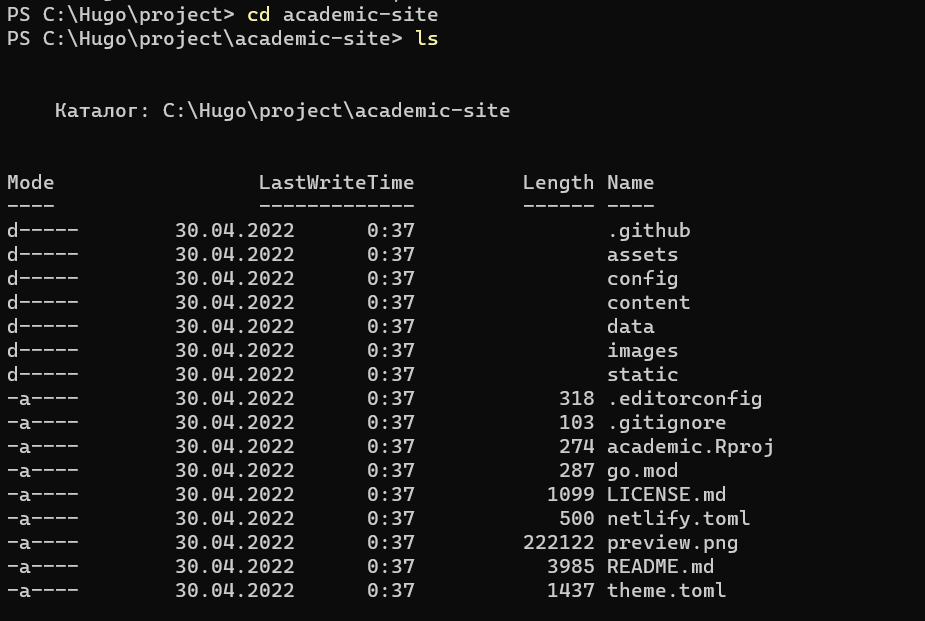 PS C:\Hugo\project> cd academic-site
PS C:\Hugo\project\academic-site> ls
Каталог: C:\Hugo\project\academic-site
Mode LastWriteTime Length Name
---- ------------- ------ ----
d----- 30.04.2022 0:37 .github
d----- 30.04.2022 0:37 assets
d----- 30.04.2022 0:37 config
d----- 30.04.2022 0:37 content
d----- 30.04.2022 0:37 data
d----- 30.04.2022 0:37 images
d----- 30.04.2022 0:37 static
-a---- 30.04.2022 0:37 318 .editorconfig
-a---- 30.04.2022 0:37 103 .gitignore
-a---- 30.04.2022 0:37 274 academic.Rproj
-a---- 30.04.2022 0:37 287 go.mod
-a---- 30.04.2022 0:37 1099 LICENSE.md
-a---- 30.04.2022 0:37 500 netlify.toml
-a---- 30.04.2022 0:37 222122 preview.png
-a---- 30.04.2022 0:37 3985 README.md
-a---- 30.04.2022 0:37 1437 theme.toml